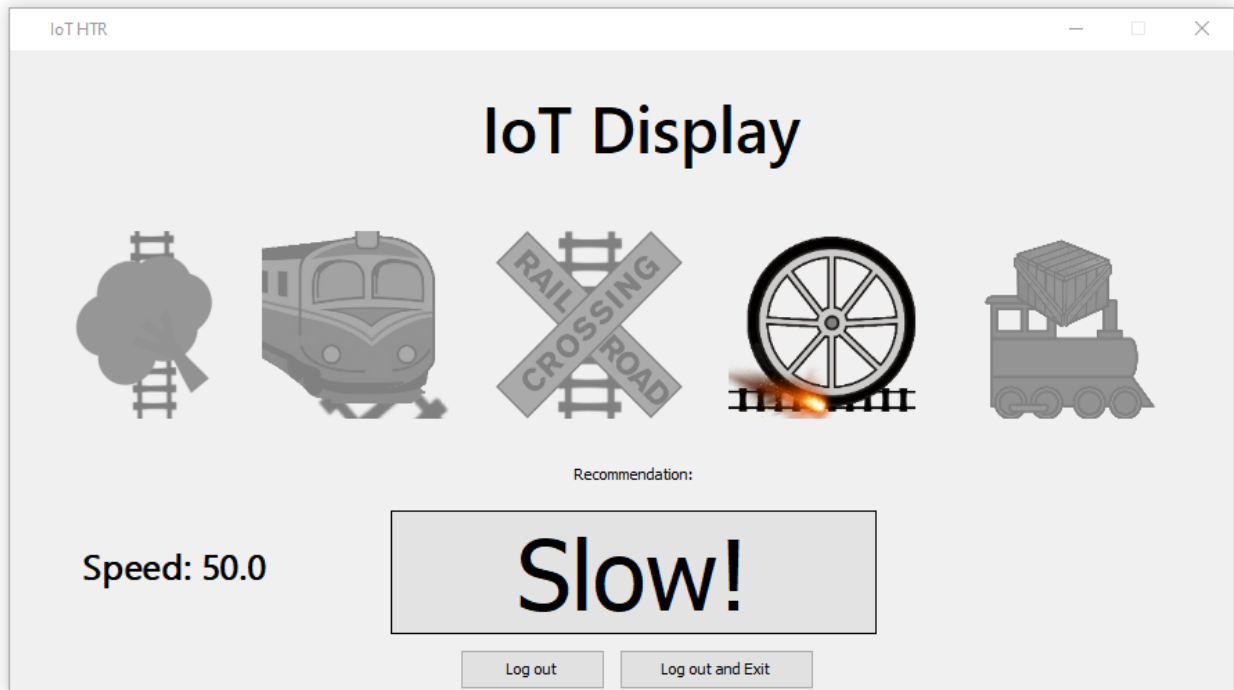 IoT HTR
IoT Display
RAIL ROAD
CROSSING
Recommendation:
Speed: 50.0
Slow!
Log out
Log out and Exit